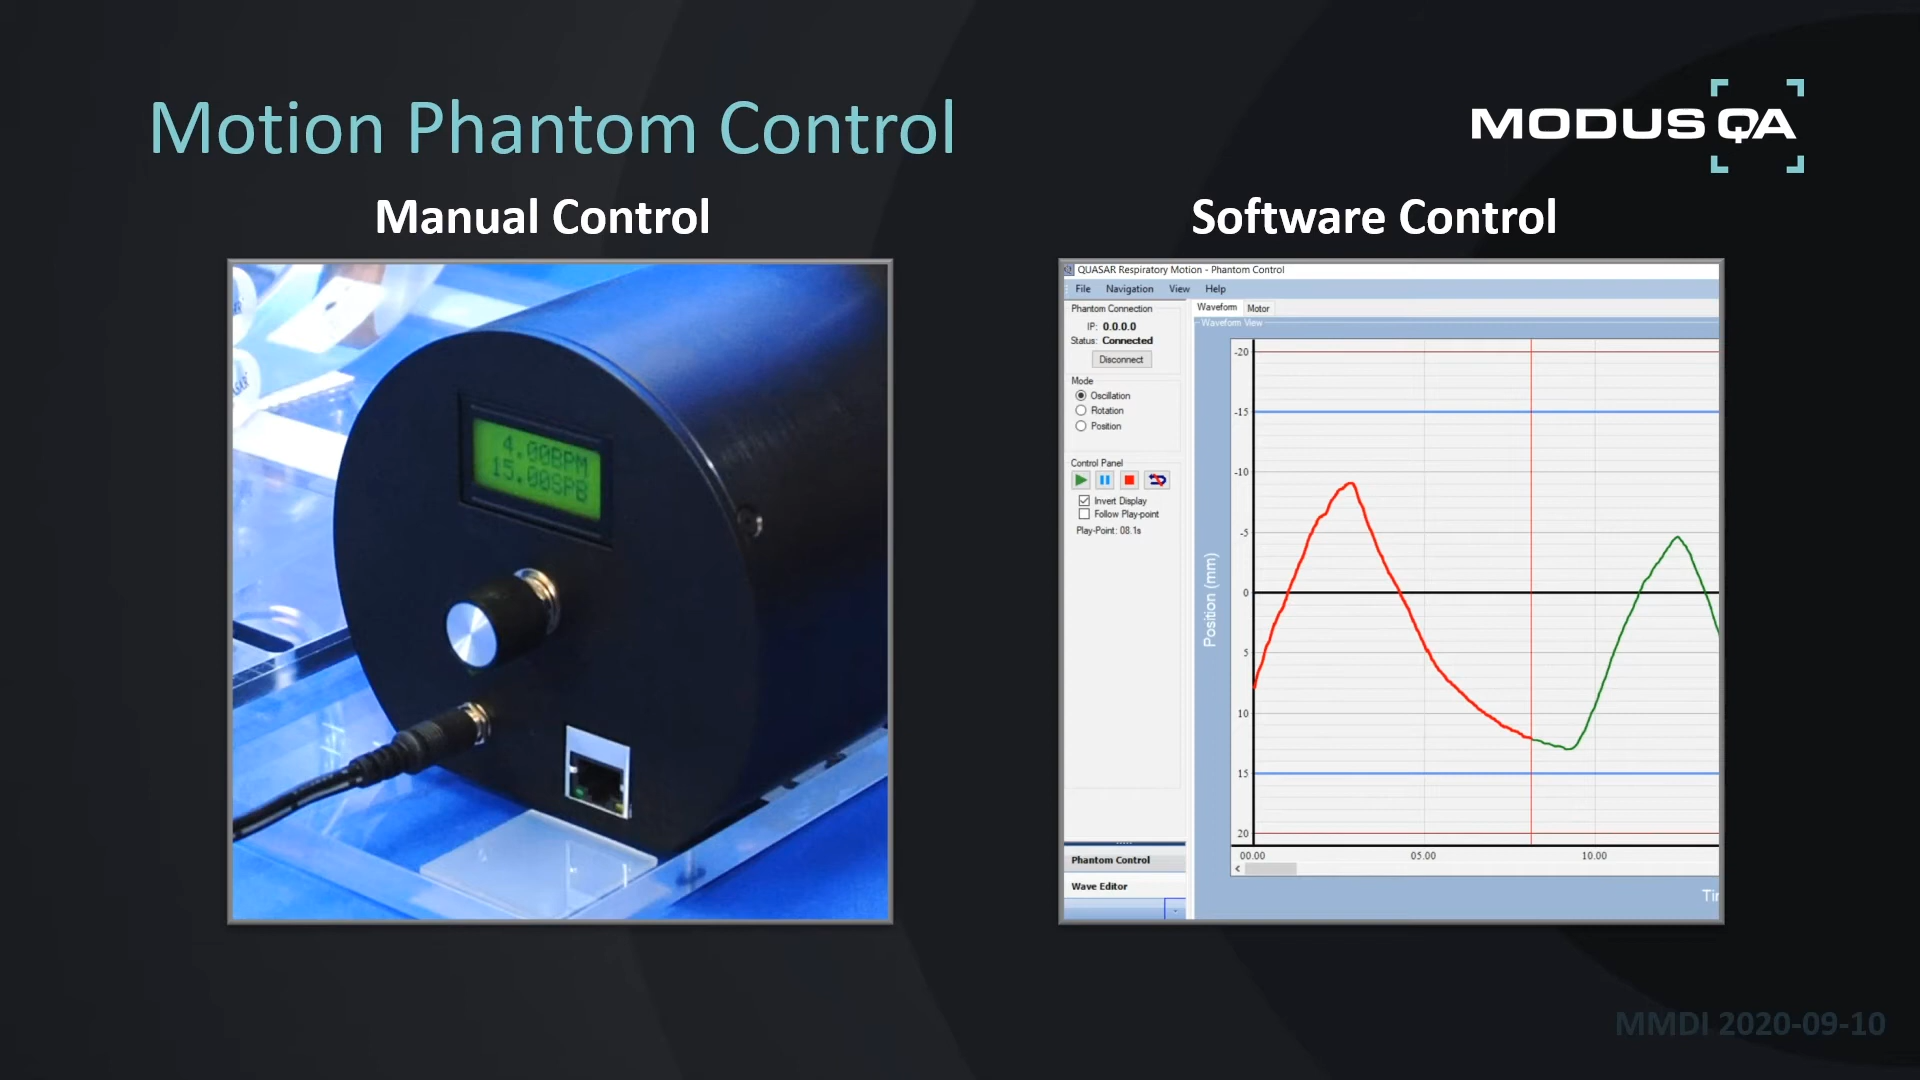 Motion Phantom Control
MODUS QA
Manual Control
Software Control
4.00BPM
15.00SPB
QUASAR Respiratory Motion - Phantom Control
File Navigation View Help
Phantom Connection
IP: 0.0.0.0
Status: Connected
Disconnect
Mode
Oscillation
Rotation
Position
Control Panel
Invert Display
Follow Play-point
Play-Point: 08.1s
Phantom Control
Wave Editor
Waveform Motor
Waveform View
Position (mm)
-20
-15
-10
-5
0
5
10
15
20
00.00 05.00 10.00
MMDI 2020-09-10